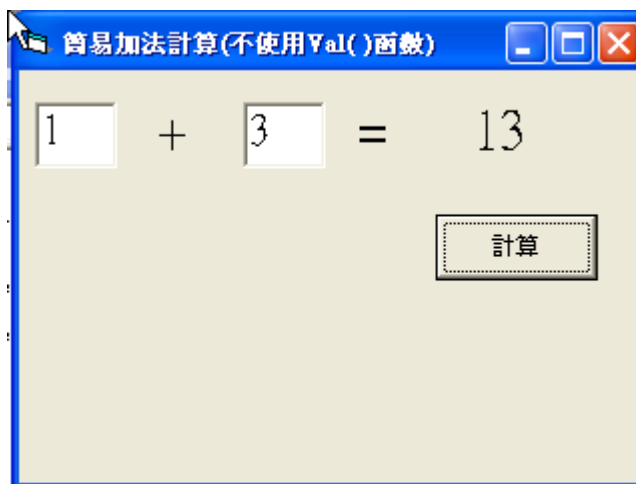 簡易加法計算(不使用Val( )函數)
1 + 3 = 13
計算